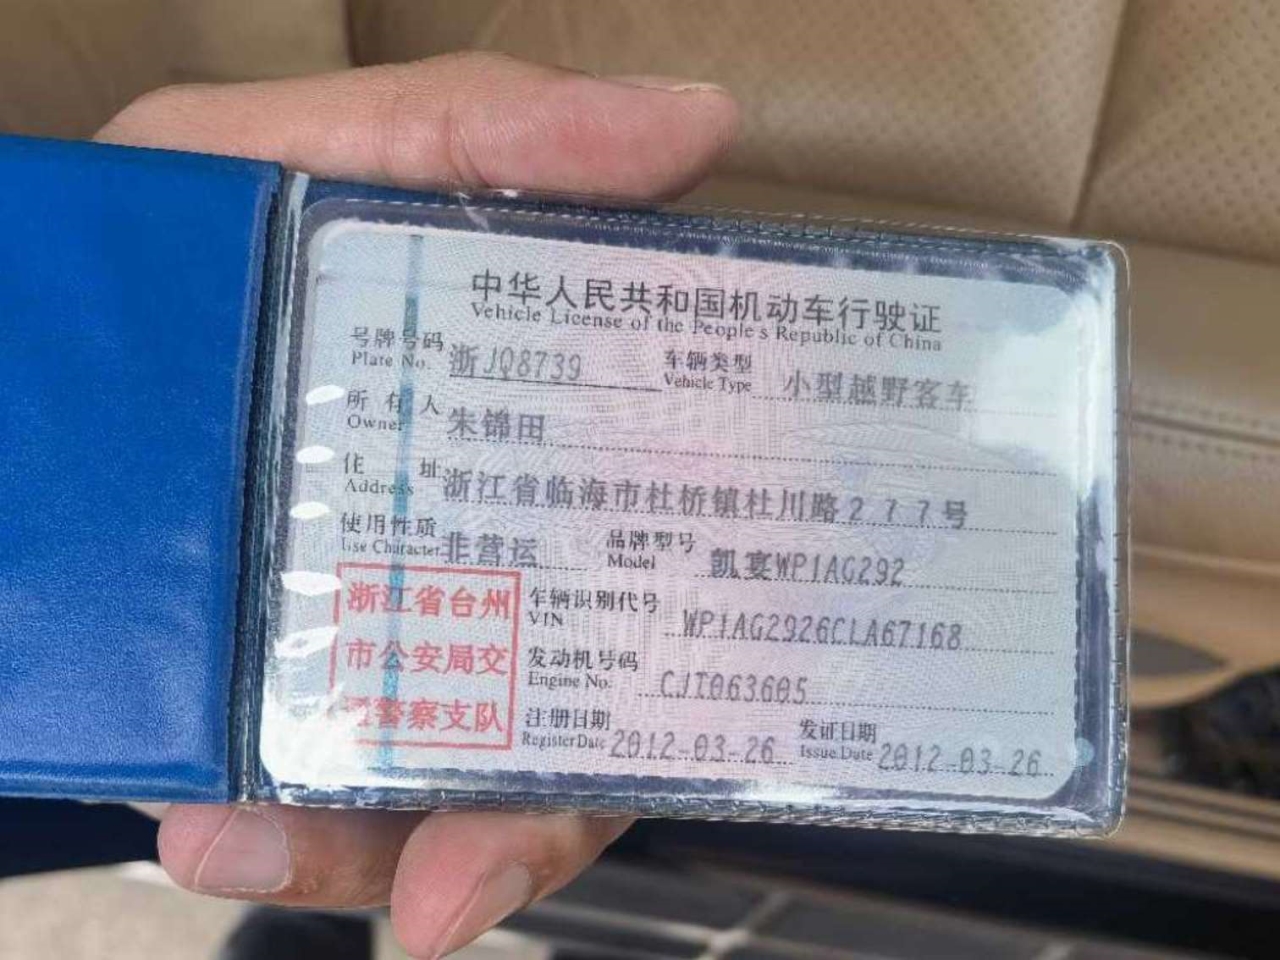 中华人民共和国机动车行驶证
Vehicle License of the People's Republic of China
号牌号码 浙JQ8739 车辆类型 小型越野客车
Plate No. Vehicle Type
所有人 朱锦田
Owner
住址 浙江省临海市杜桥镇杜川路277号
Address
使用性质 非营运 品牌型号 凯宴WP1AG292
Use Character Model
浙江省台州
市公安局交
通警察支队
车辆识别代号 WP1AG2926CLA67168
VIN
发动机号码 CJT063605
Engine No.
注册日期 2012-03-26 发证日期 2012-03-26
Register Date Issue Date